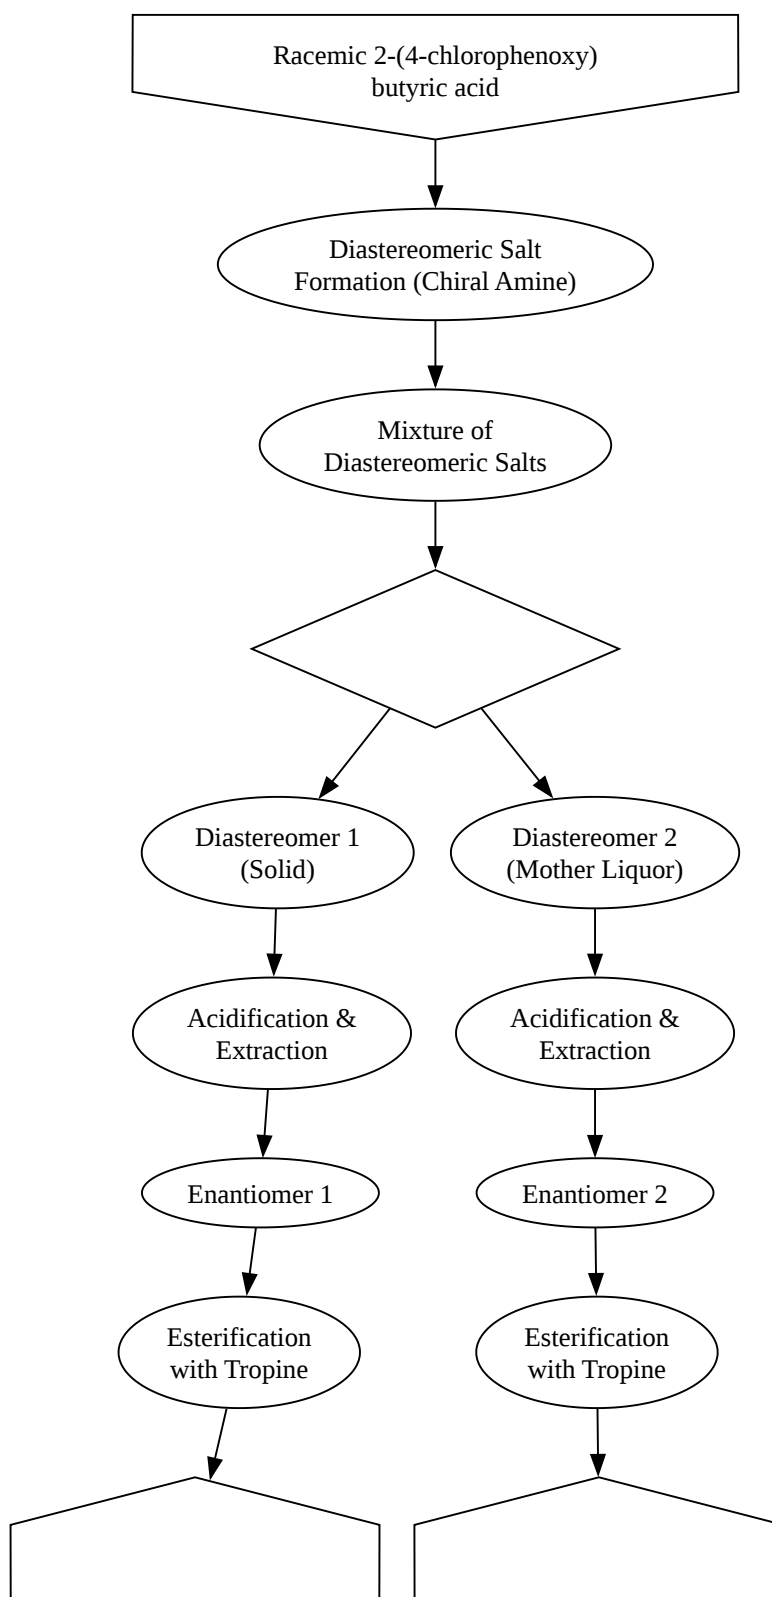 Racemic 2-(4-chlorophenoxy)
butyric acid
Diastereomeric Salt
Formation (Chiral Amine)
Mixture of
Diastereomeric Salts
Diastereomer 1
(Solid)
Diastereomer 2
(Mother Liquor)
Acidification &
Extraction
Acidification &
Extraction
Enantiomer 1
Enantiomer 2
Esterification
with Tropine
Esterification
with Tropine